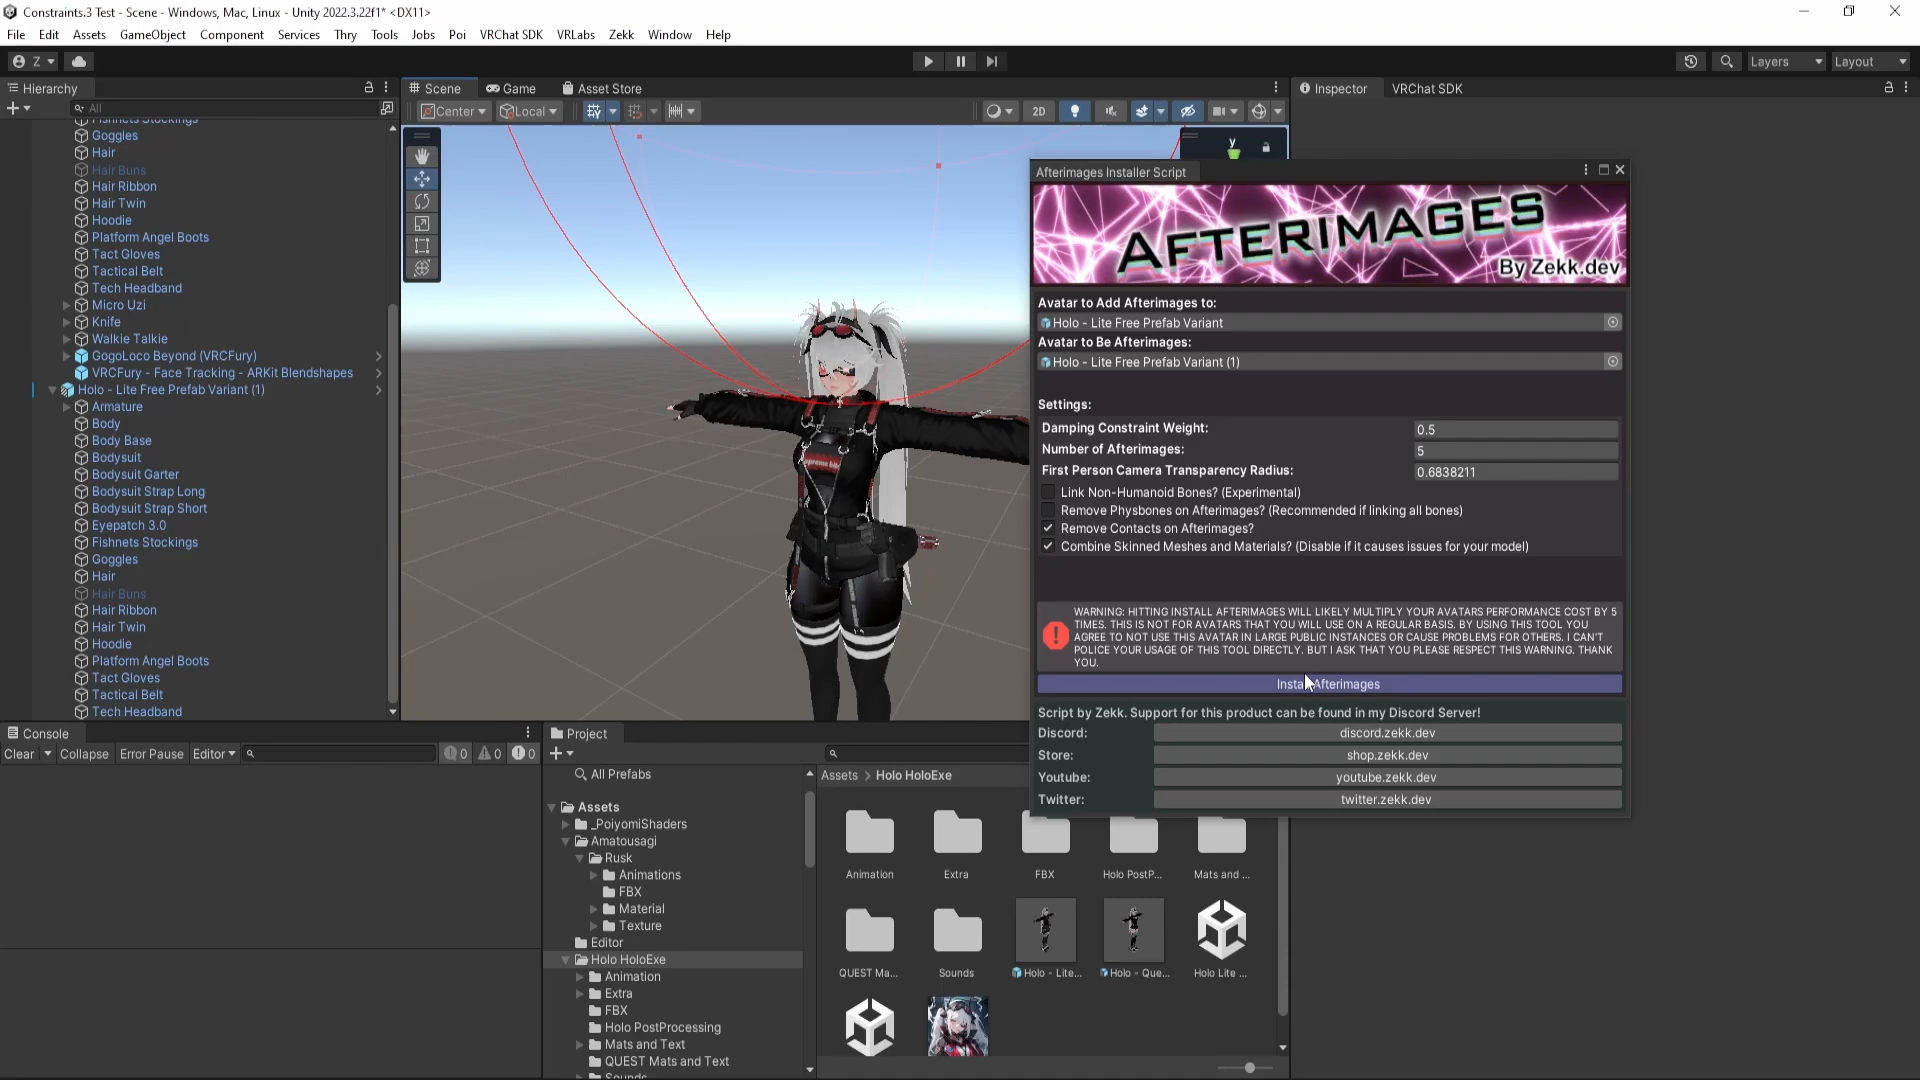 Constraints.3 Test - Scene - Windows, Mac, Linux - Unity 2022.3.22f1* <DX11>
File Edit Assets GameObject Component Services Thry Tools Jobs Poi VRChat SDK VRLabs Zekk Window Help
Z
Layers
Layout
Hierarchy
All
Fishnets Stockings
Goggles
Hair
Hair Buns
Hair Ribbon
Hair Twin
Hoodie
Platform Angel Boots
Tact Gloves
Tactical Belt
Tech Headband
Micro Uzi
Knife
Walkie Talkie
GogoLoco Beyond (VRCFury)
VRCFury - Face Tracking - ARKit Blendshapes
Holo - Lite Free Prefab Variant (1)
Armature
Body
Body Base
Bodysuit
Bodysuit Garter
Bodysuit Strap Long
Bodysuit Strap Short
Eyepatch 3.0
Fishnets Stockings
Goggles
Hair
Hair Buns
Hair Ribbon
Hair Twin
Hoodie
Platform Angel Boots
Tact Gloves
Tactical Belt
Tech Headband
Scene
Game
Asset Store
Center
Local
2D
y
Inspector
VRChat SDK
Afterimages Installer Script
AFTERIMAGES
By Zekk.dev
Avatar to Add Afterimages to:
Holo - Lite Free Prefab Variant
Avatar to Be Afterimages:
Holo - Lite Free Prefab Variant (1)
Settings:
Damping Constraint Weight: 0.5
Number of Afterimages: 5
First Person Camera Transparency Radius: 0.6838211
Link Non-Humanoid Bones? (Experimental)
Remove Physbones on Afterimages? (Recommended if linking all bones)
Remove Contacts on Afterimages?
Combine Skinned Meshes and Materials? (Disable if it causes issues for your model)
WARNING: HITTING INSTALL AFTERIMAGES WILL LIKELY MULTIPLY YOUR AVATARS PERFORMANCE COST BY 5
TIMES. THIS IS NOT FOR AVATARS THAT YOU WILL USE ON A REGULAR BASIS. BY USING THIS TOOL YOU
AGREE TO NOT USE THIS AVATAR IN LARGE PUBLIC INSTANCES OR CAUSE PROBLEMS FOR OTHERS. I CAN'T
POLICE YOUR USAGE OF THIS TOOL DIRECTLY. BUT I ASK THAT YOU PLEASE RESPECT THIS WARNING. THANK
YOU.
Install Afterimages
Script by Zekk. Support for this product can be found in my Discord Server!
Discord: discord.zekk.dev
Store: shop.zekk.dev
Youtube: youtube.zekk.dev
Twitter: twitter.zekk.dev
Console
Clear Collapse Error Pause Editor
0 0 0
Project
All Prefabs
Assets
_PoiyomiShaders
Amatousagi
Rusk
Animations
FBX
Material
Texture
Editor
Holo HoloExe
Animation
Extra
FBX
Holo PostProcessing
Mats and Text
QUEST Mats and Text
Sounds
Assets > Holo HoloExe
Animation
Extra
FBX
Holo PostP...
Mats and ...
QUEST Ma...
Sounds
Holo - Lite...
Holo - Que...
Holo Lite ...